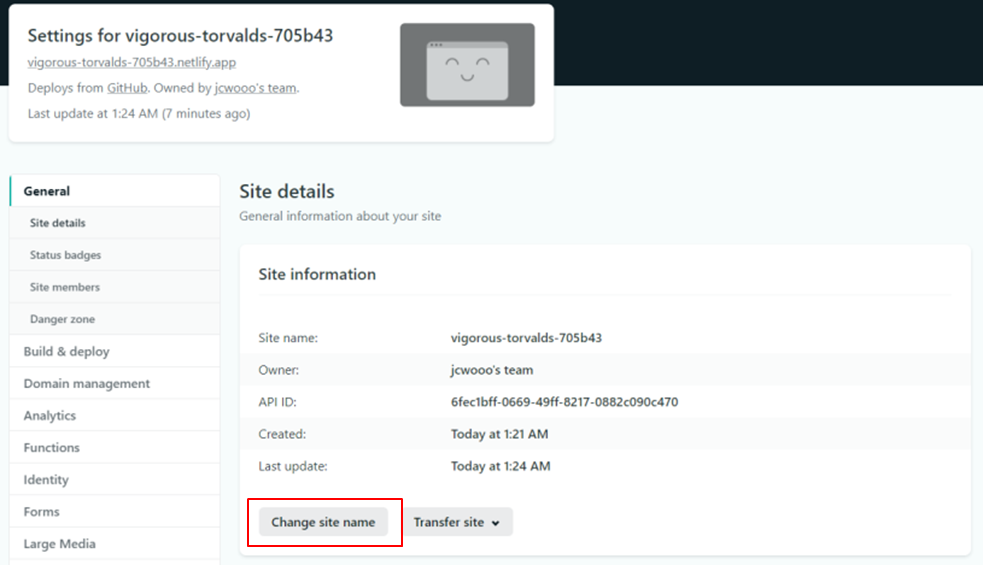 Settings for vigorous-torvalds-705b43
vigorous-torvalds-705b43.netlify.app
Deploys from GitHub. Owned by jcwooo's team.
Last update at 1:24 AM (7 minutes ago)
General
Site details
Status badges
Site members
Danger zone
Build & deploy
Domain management
Analytics
Functions
Identity
Forms
Large Media
Site details
General information about your site
Site information
Site name: vigorous-torvalds-705b43
Owner: jcwooo's team
API ID: 6fec1bff-0669-49ff-8217-0882c090c470
Created: Today at 1:21 AM
Last update: Today at 1:24 AM
Change site name Transfer site